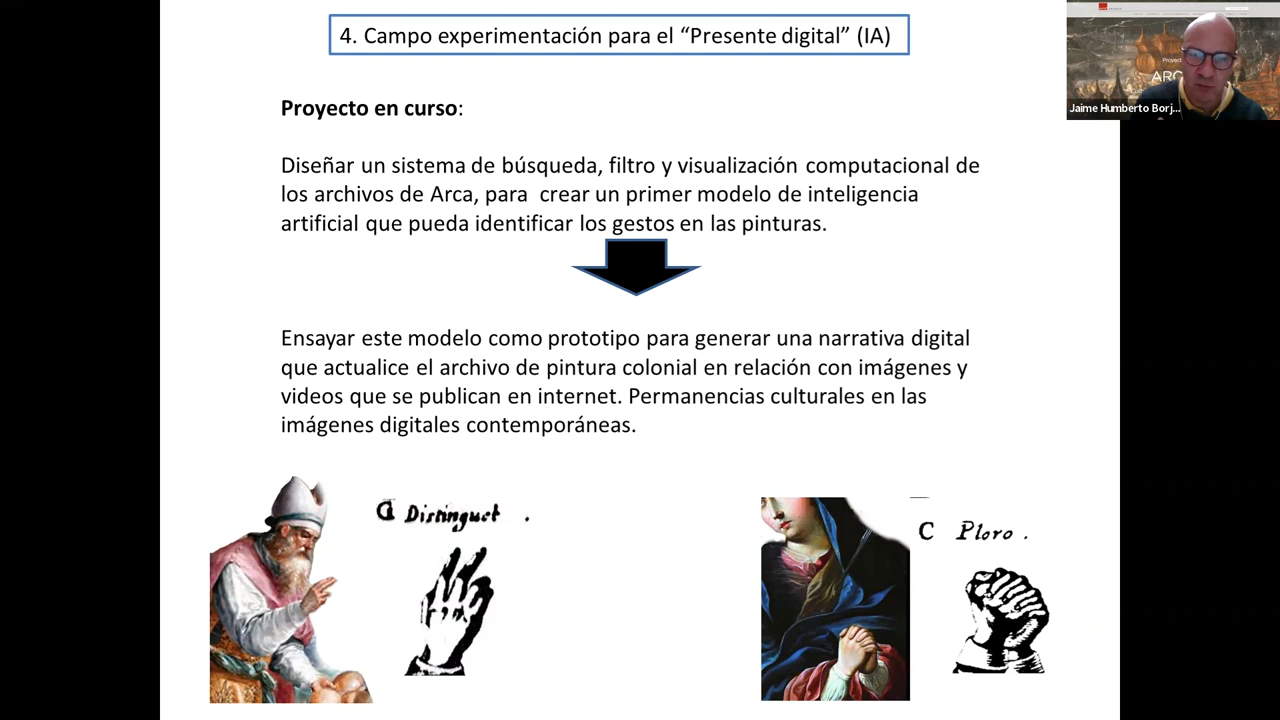 4. Campo experimentación para el “Presente digital” (IA)
Proyecto en curso:
Diseñar un sistema de búsqueda, filtro y visualización computacional de
los archivos de Arca, para crear un primer modelo de inteligencia
artificial que pueda identificar los gestos en las pinturas.
Ensayar este modelo como prototipo para generar una narrativa digital
que actualice el archivo de pintura colonial en relación con imágenes y
videos que se publican en internet. Permanencias culturales en las
imágenes digitales contemporáneas.
Distinguet .
C Ploro .
Proyect
ARC
Jaime Humberto Borj...